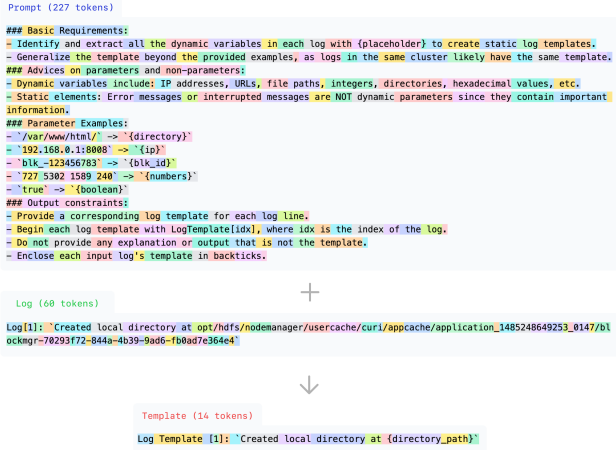 Prompt (227 tokens)
### Basic Requirements:
- Identify and extract all the dynamic variables in each log with {placeholder} to create static log templates.
- Generalize the template beyond the provided examples, as logs in the same cluster likely have the same template.
### Advices on parameters and non-parameters:
- Dynamic variables include: IP addresses, URLs, file paths, integers, directories, hexadecimal values, etc.
- Static elements: Error messages or interrupted messages are NOT dynamic parameters since they contain important
information.
### Parameter Examples:
- `/var/www/html/` -> `{directory}`
- `192.168.0.1:8008` -> `{ip}`
- `blk_-123456783` -> `{blk_id}`
- `727 5302 1589 240` -> `{numbers}`
- `true` -> `{boolean}`
### Output constraints:
- Provide a corresponding log template for each log line.
- Begin each log template with LogTemplate[idx], where idx is the index of the log.
- Do not provide any explanation or output that is not the template.
- Enclose each input log's template in backticks.
Log (60 tokens)
Log[1]: `Created local directory at opt/hdfs/nodemanager/usercache/curi/appcache/application_1485248649253_0147/bl
ockmgr-70293f72-844a-4b39-9ad6-fb0ad7e364e4`
Template (14 tokens)
Log Template [1]: `Created local directory at {directory_path}`